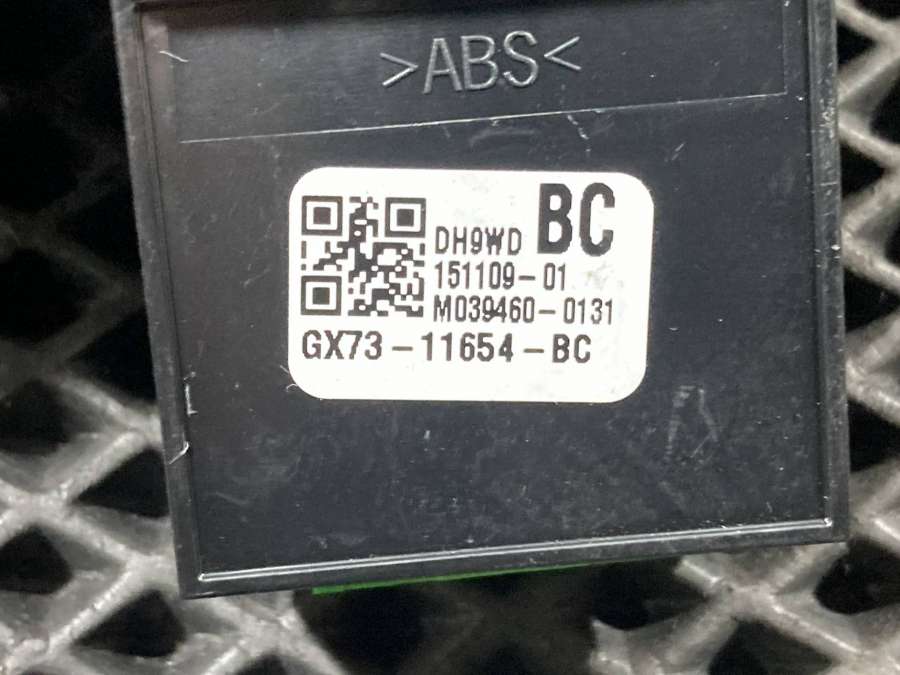 >ABS<
BC
DH9WD
151109-01
M039460-0131
GX73-11654-BC